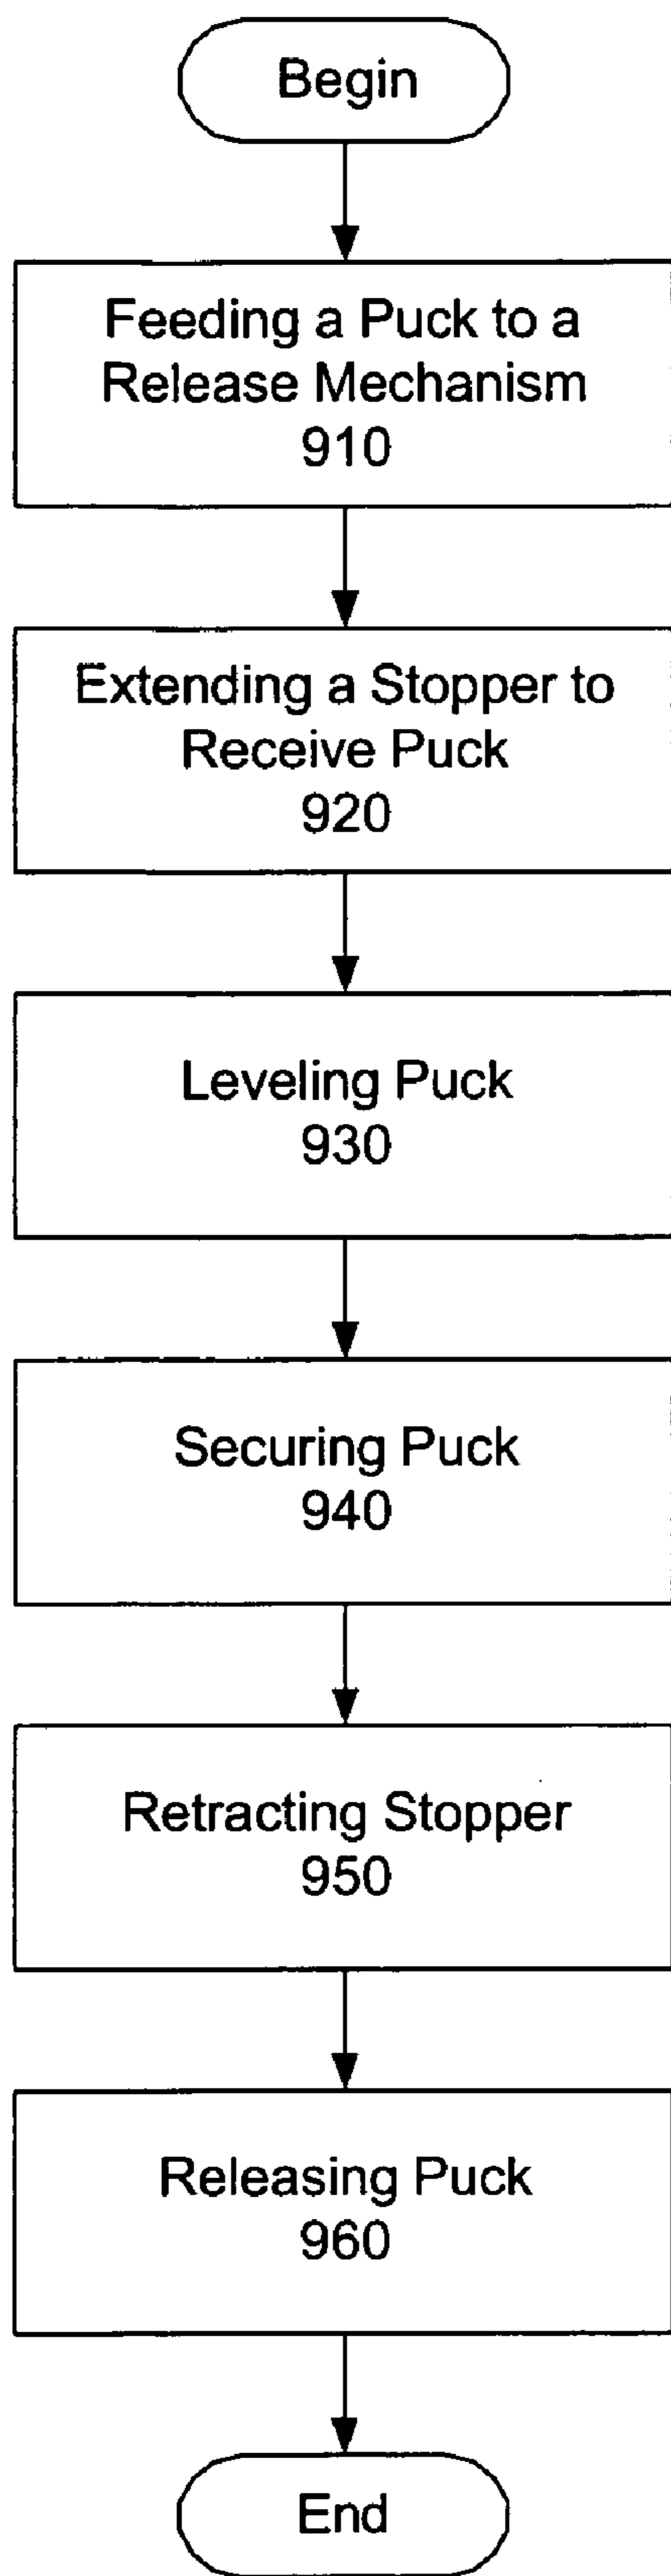 Begin
Feeding a Puck to a
Release Mechanism
910
Extending a Stopper to
Receive Puck
920
Leveling Puck
930
Securing Puck
940
Retracting Stopper
950
Releasing Puck
960
End